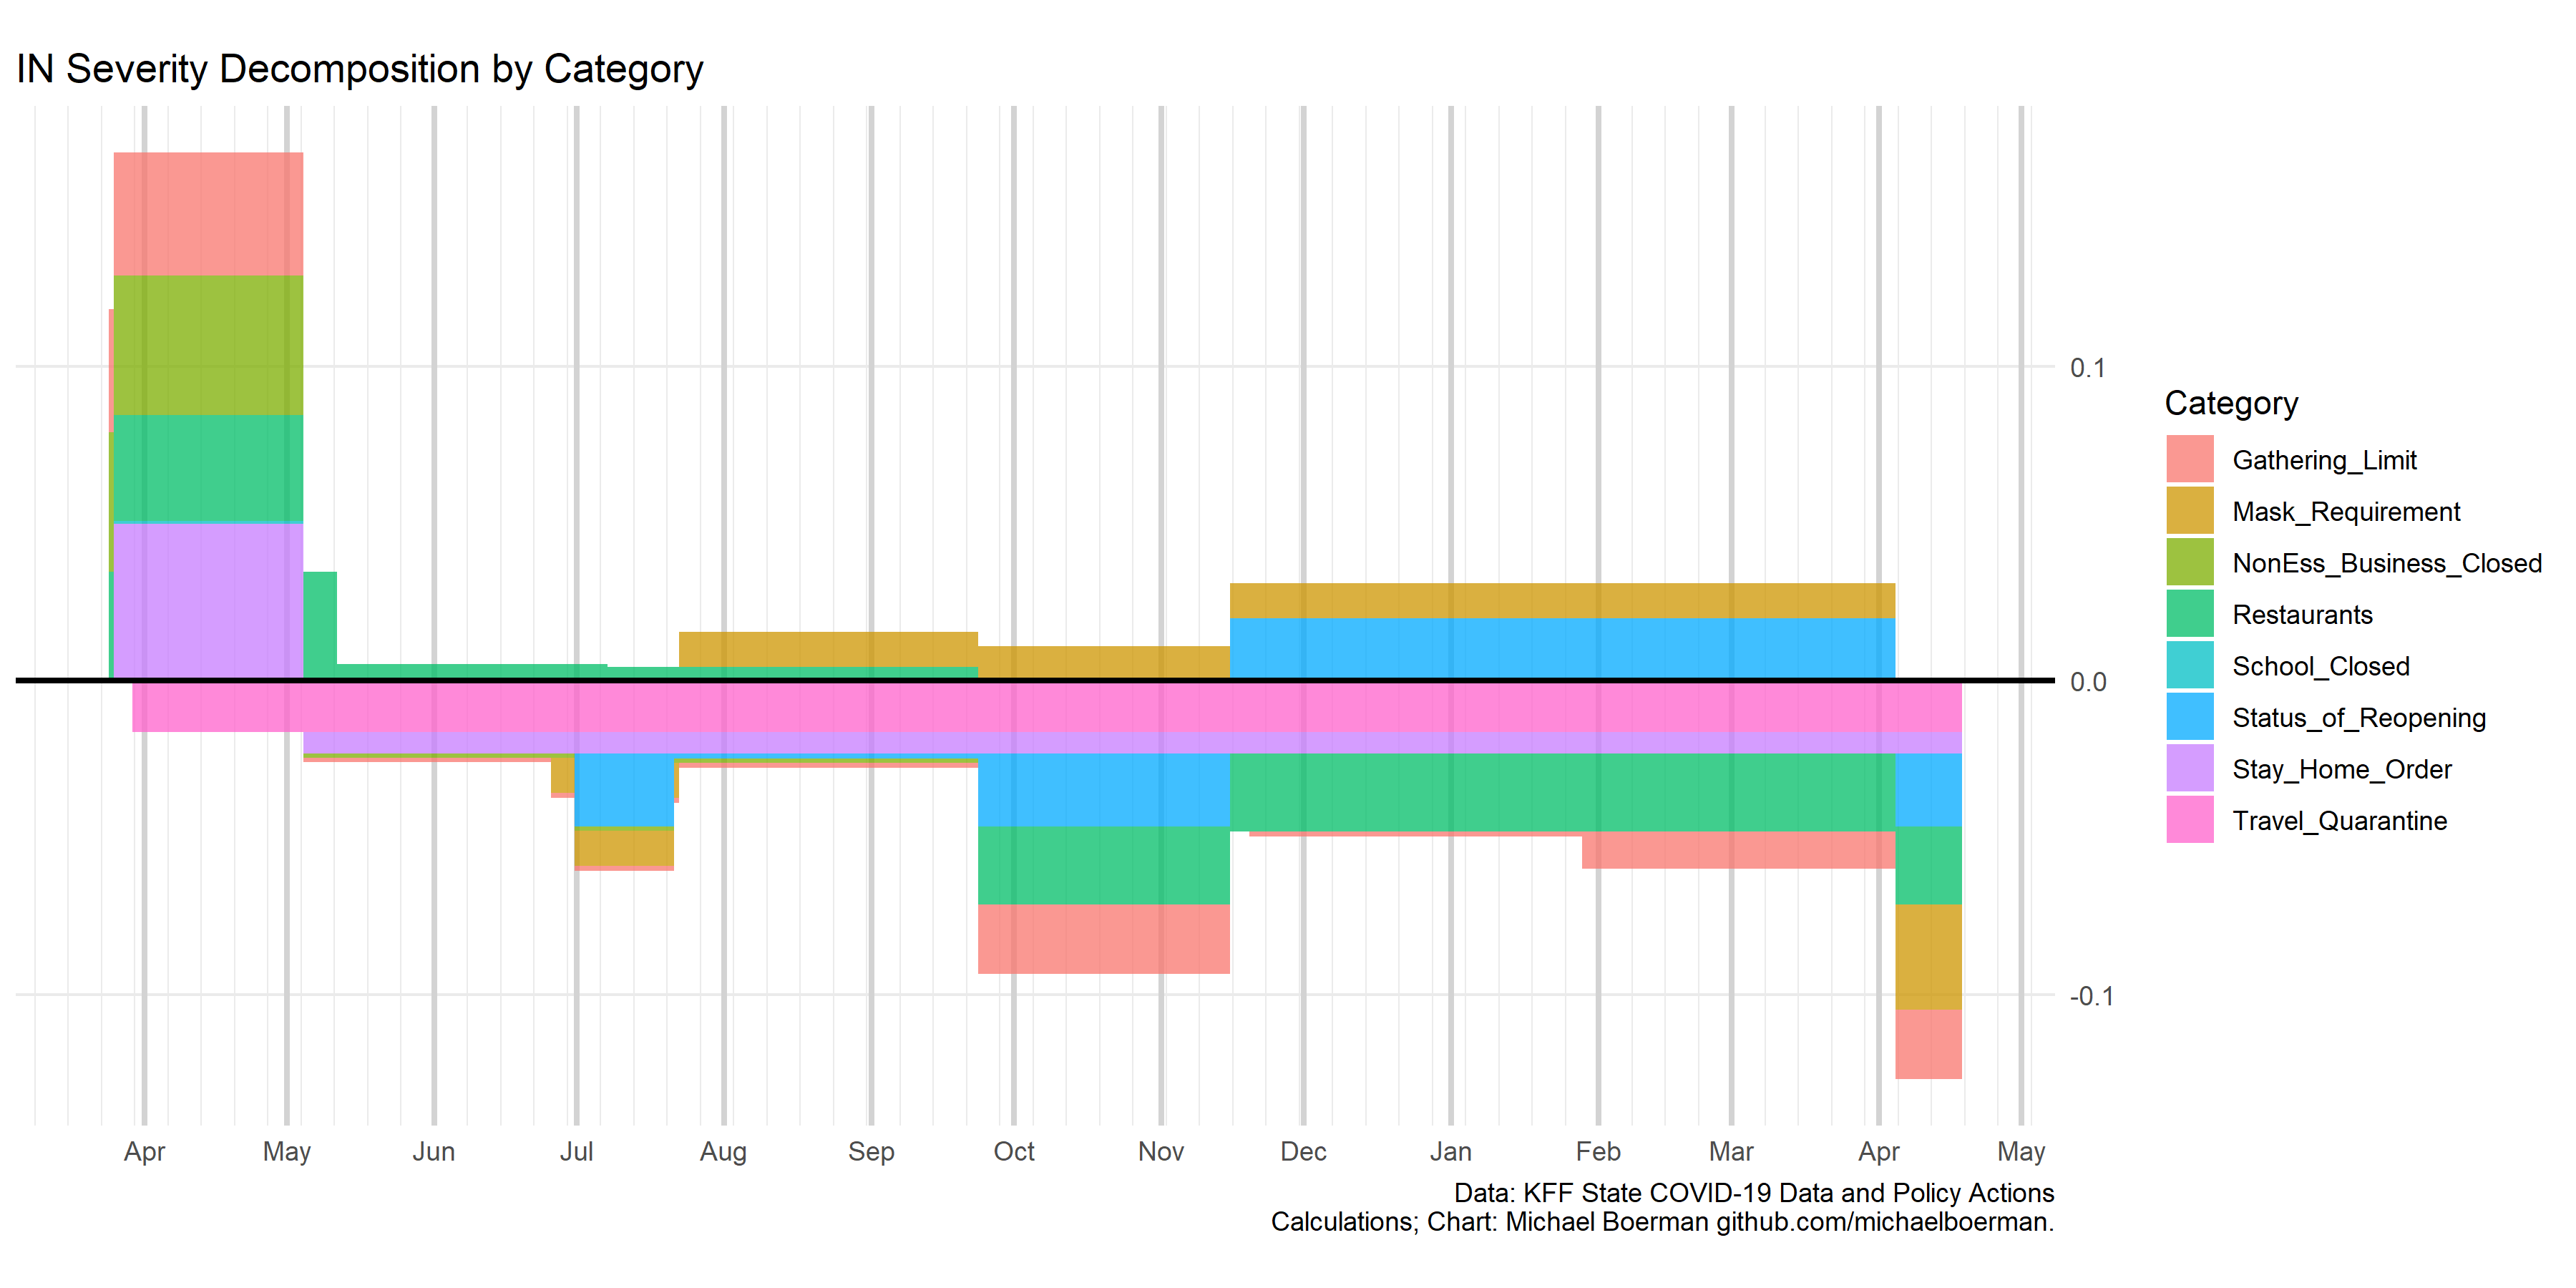 IN Severity Decomposition by Category
0.1
0.0
-0.1
Category
Gathering_Limit
Mask_Requirement
NonEss_Business_Closed
Restaurants
School_Closed
Status_of_Reopening
Stay_Home_Order
Travel_Quarantine
Apr May Jun Jul Aug Sep Oct Nov Dec Jan Feb Mar Apr May
Data: KFF State COVID-19 Data and Policy Actions
Calculations; Chart: Michael Boerman github.com/michaelboerman.